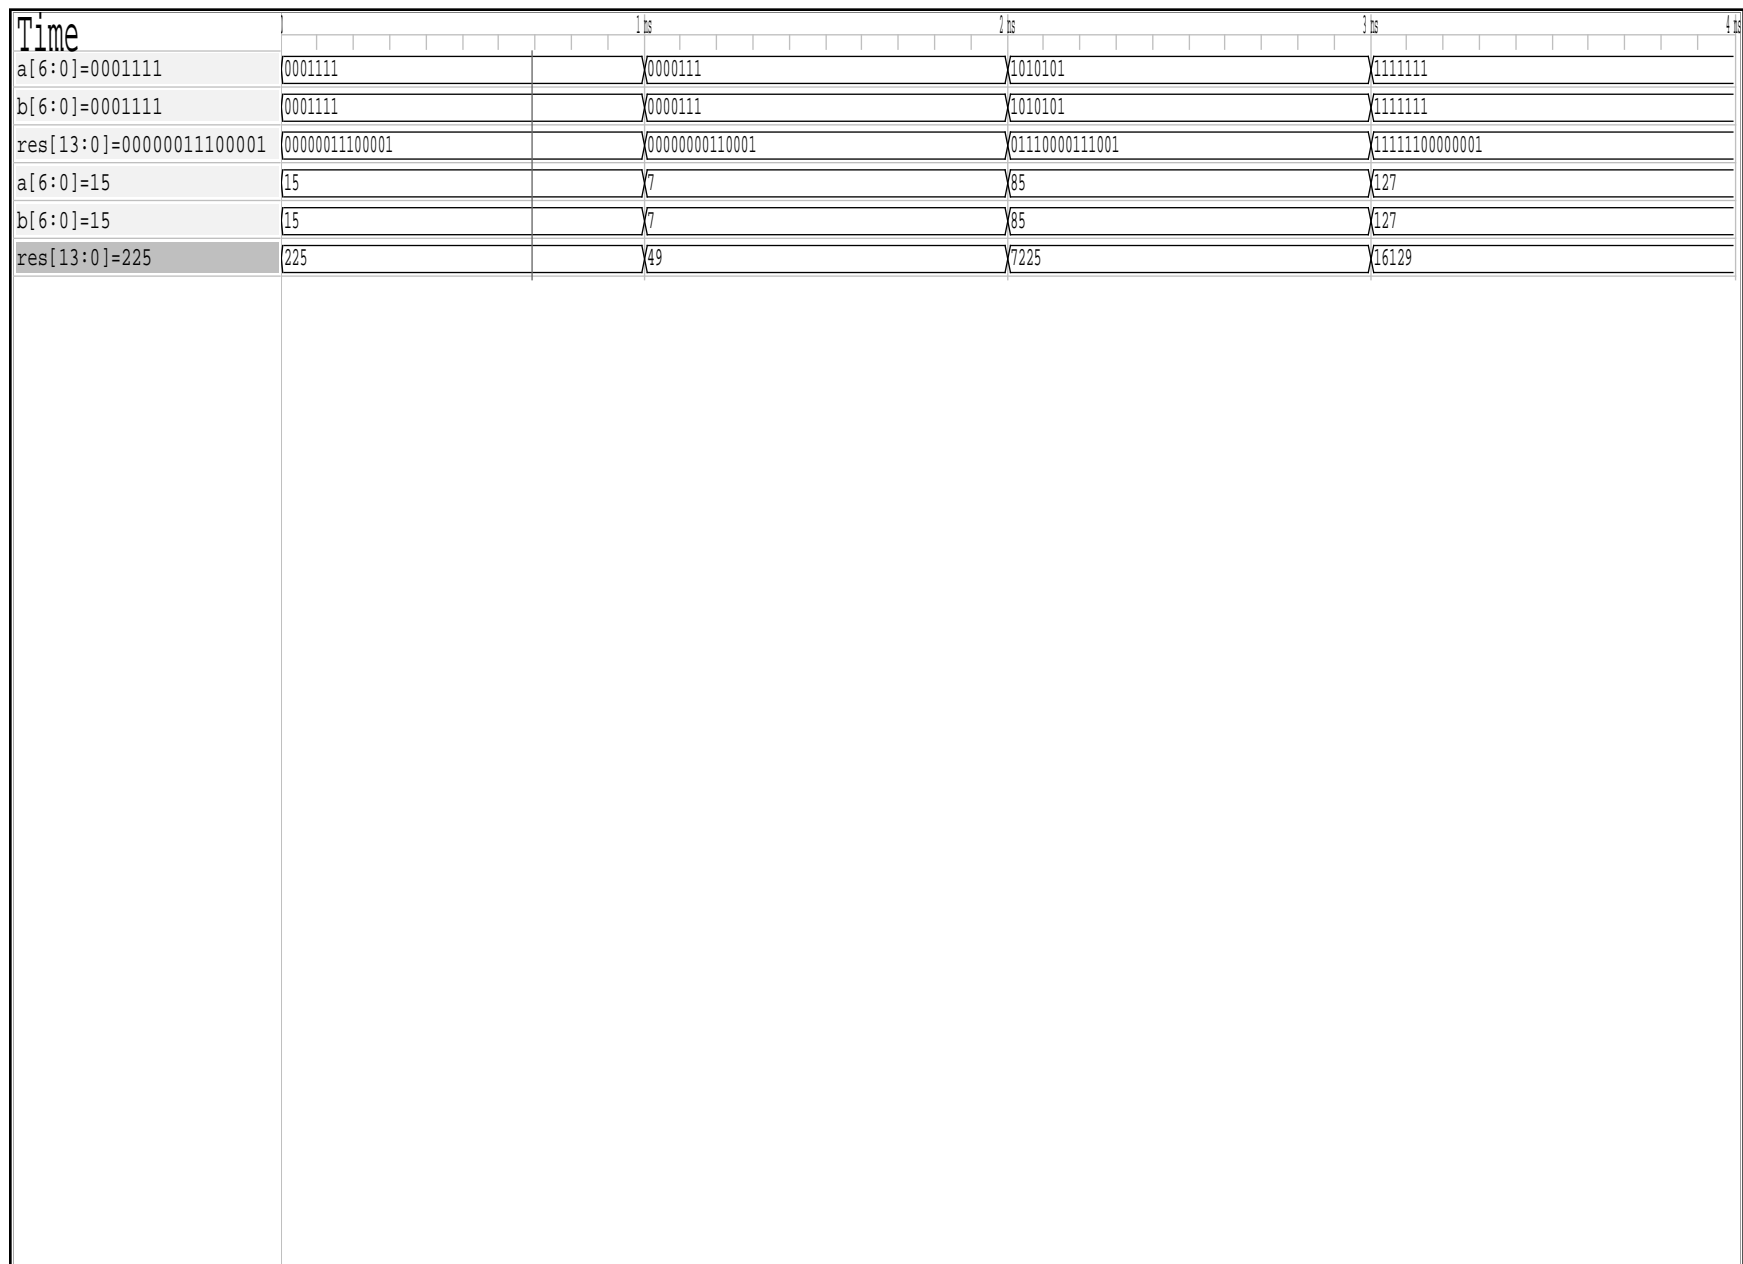 Time
0 1 ns 2 ns 3 ns 4 ns
a[6:0]=0001111 0001111 0000111 1010101 1111111
b[6:0]=0001111 0001111 0000111 1010101 1111111
res[13:0]=00000011100001 00000011100001 00000000110001 01110000111001 11111100000001
a[6:0]=15 15 7 85 127
b[6:0]=15 15 7 85 127
res[13:0]=225 225 49 7225 16129